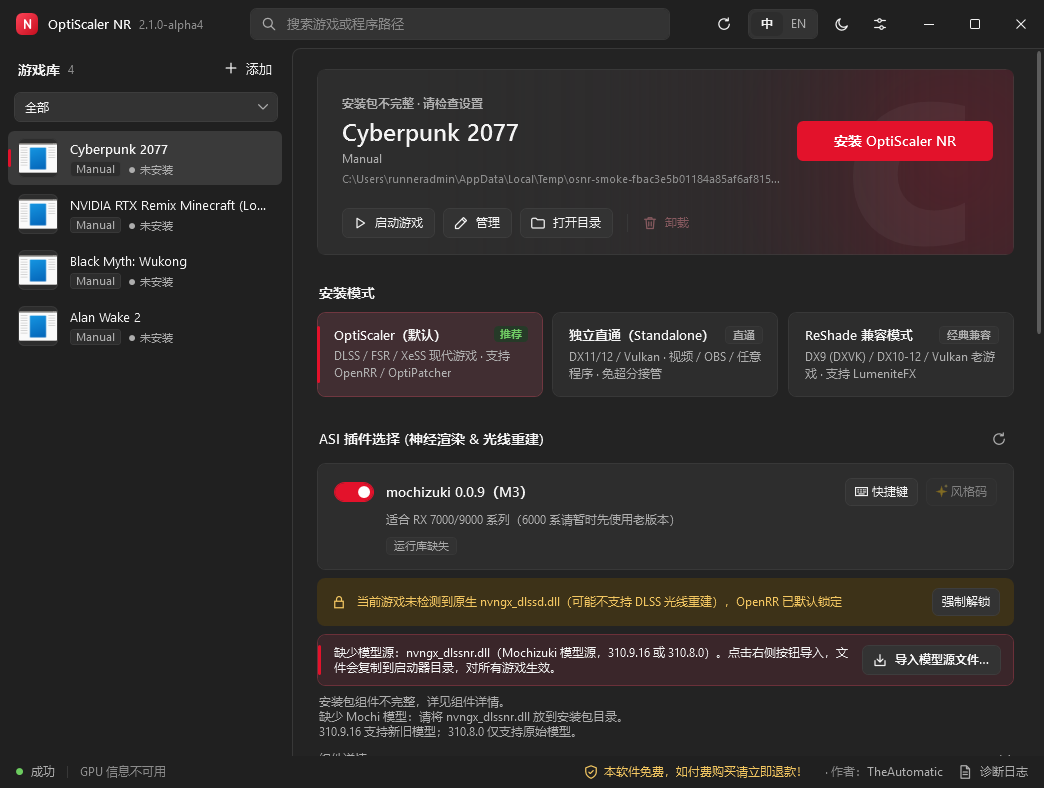 N OptiScaler NR 2.1.0-alpha4
搜索游戏或程序路径
中 EN
游戏库 4
添加
全部
Cyberpunk 2077
Manual 未安装
NVIDIA RTX Remix Minecraft (Lo...
Manual 未安装
Black Myth: Wukong
Manual 未安装
Alan Wake 2
Manual 未安装
安装包不完整 · 请检查设置
Cyberpunk 2077
Manual
C:\Users\runneradmin\AppData\Local\Temp\osnr-smoke-fbac3e5b01184a85af6af815...
安装 OptiScaler NR
C
启动游戏 管理 打开目录 卸载
安装模式
OptiScaler（默认） 推荐
DLSS / FSR / XeSS 现代游戏 · 支持
OpenRR / OptiPatcher
独立直通（Standalone） 直通
DX11/12 / Vulkan · 视频 / OBS / 任意
程序 · 免超分接管
ReShade 兼容模式 经典兼容
DX9 (DXVK) / DX10-12 / Vulkan 老游
戏 · 支持 LumeniteFX
ASI 插件选择 (神经渲染 & 光线重建)
mochizuki 0.0.9（M3）
快捷键 风格码
适合 RX 7000/9000 系列（6000 系请暂时先使用老版本）
运行库缺失
当前游戏未检测到原生 nvngx_dlssd.dll（可能不支持 DLSS 光线重建），OpenRR 已默认锁定
强制解锁
缺少模型源：nvngx_dlssnr.dll（Mochizuki 模型源，310.9.16 或 310.8.0）。点击右侧按钮导入，文
件会复制到启动器目录，对所有游戏生效。
导入模型源文件...
安装包组件不完整，详见组件详情。
缺少 Mochi 模型：请将 nvngx_dlssnr.dll 放到安装包目录。
310.9.16 支持新旧模型；310.8.0 仅支持原始模型。
组件详情
成功 GPU 信息不可用
本软件免费，如付费购买请立即退款！ · 作者：TheAutomatic 诊断日志